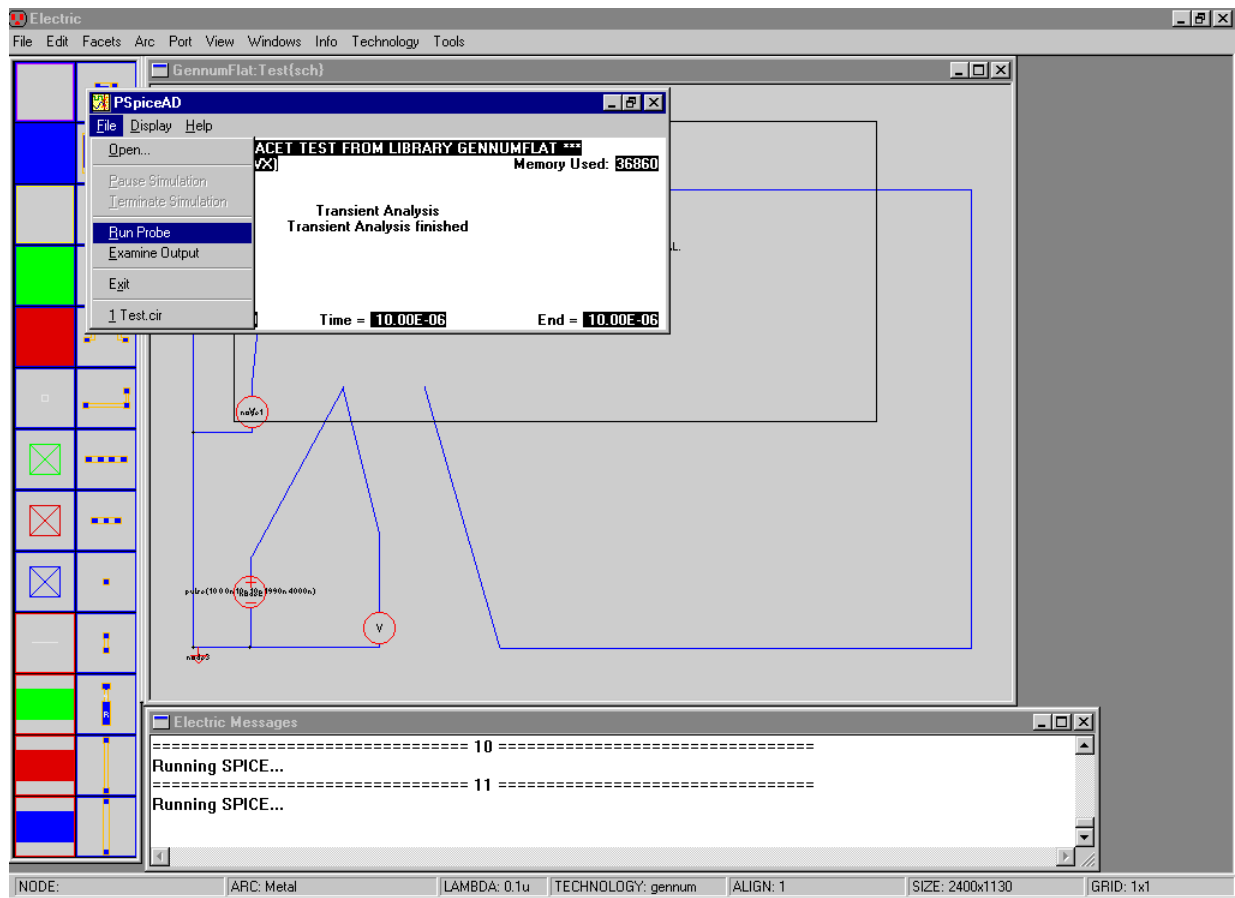 Electric
File Edit Facets Arc Port View Windows Info Technology Tools
GennumFlat:Test{sch}
PSpiceAD
File Display Help
Open...
Pause Simulation
Terminate Simulation
Run Probe
Examine Output
Exit
1 Test.cir
ACET TEST FROM LIBRARY GENNUMFLAT ***
VX) Memory Used: 36860
Transient Analysis
Transient Analysis finished
Time = 10.00E-06 End = 10.00E-06
L.
V
R
Electric Messages
================================= 10 =================================
Running SPICE...
================================= 11 =================================
Running SPICE...
NODE: ARC: Metal LAMBDA: 0.1u TECHNOLOGY: gennum ALIGN: 1 SIZE: 2400x1130 GRID: 1x1